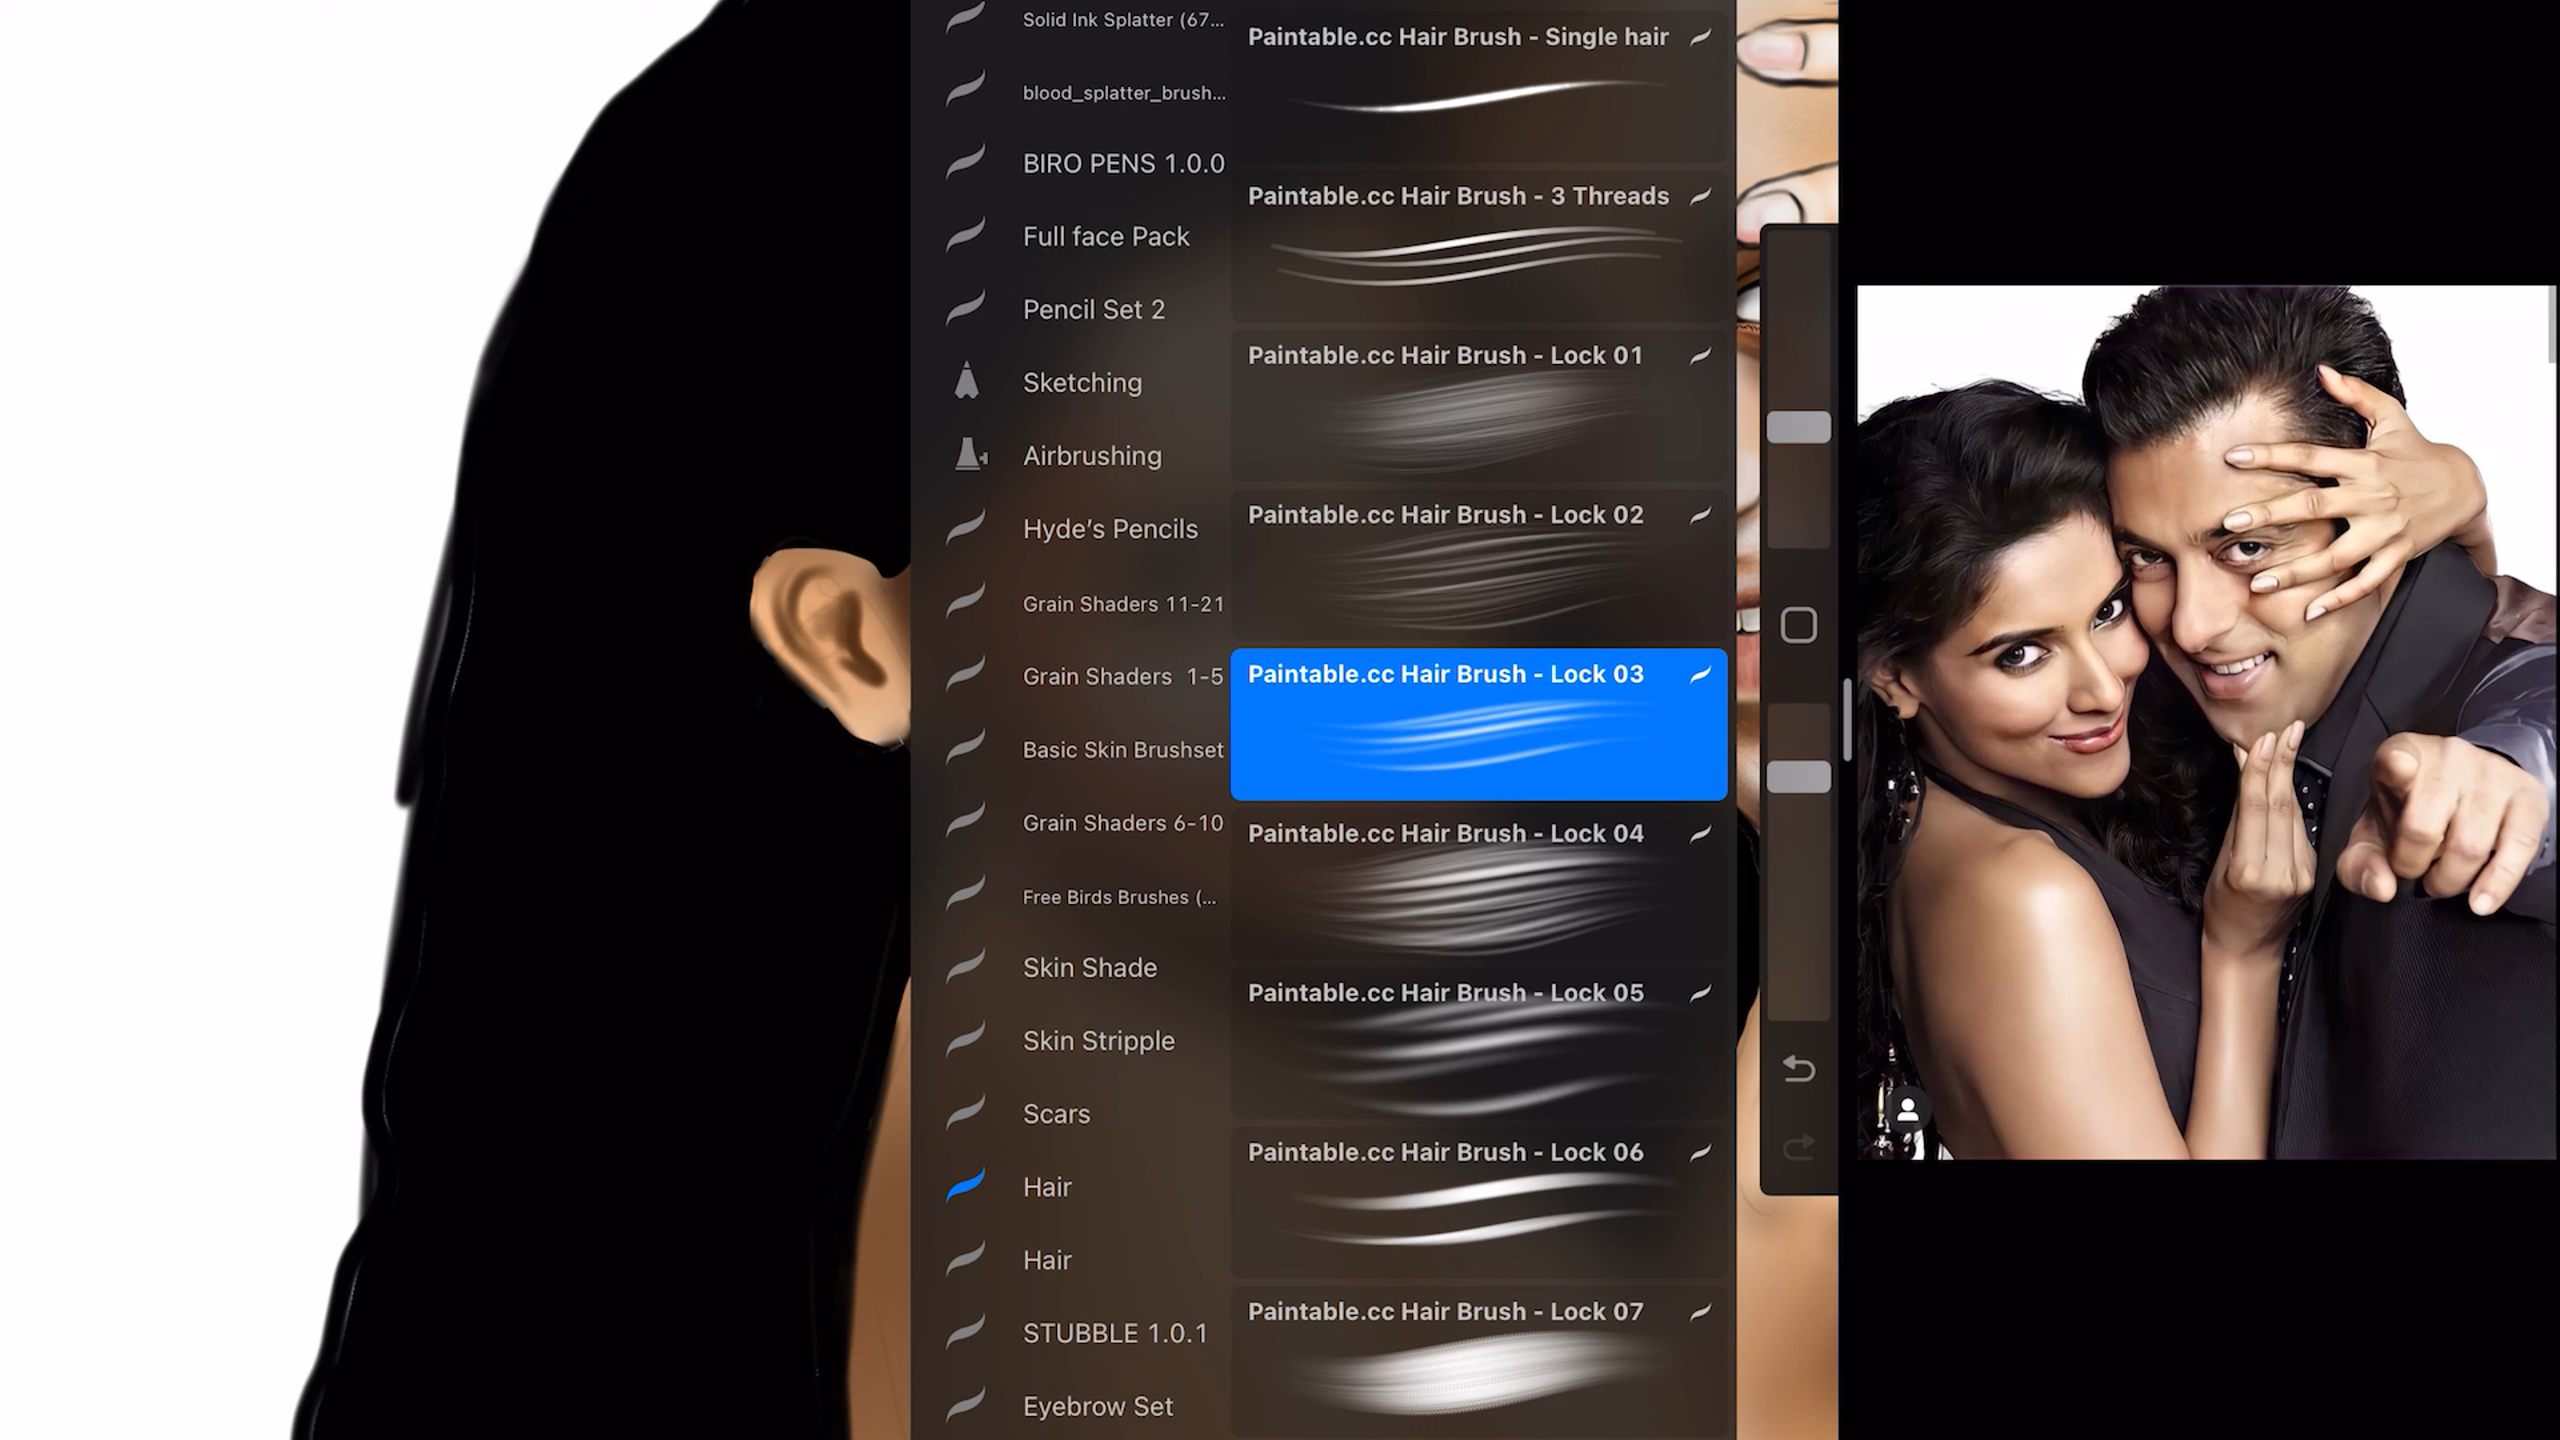 Solid Ink Splatter (67...
blood_splatter_brush...
BIRO PENS 1.0.0
Full face Pack
Pencil Set 2
Sketching
Airbrushing
Hyde's Pencils
Grain Shaders 11-21
Grain Shaders 1-5
Basic Skin Brushset
Grain Shaders 6-10
Free Birds Brushes (...
Skin Shade
Skin Stripple
Scars
Hair
Hair
STUBBLE 1.0.1
Eyebrow Set
Paintable.cc Hair Brush - Single hair
Paintable.cc Hair Brush - 3 Threads
Paintable.cc Hair Brush - Lock 01
Paintable.cc Hair Brush - Lock 02
Paintable.cc Hair Brush - Lock 03
Paintable.cc Hair Brush - Lock 04
Paintable.cc Hair Brush - Lock 05
Paintable.cc Hair Brush - Lock 06
Paintable.cc Hair Brush - Lock 07